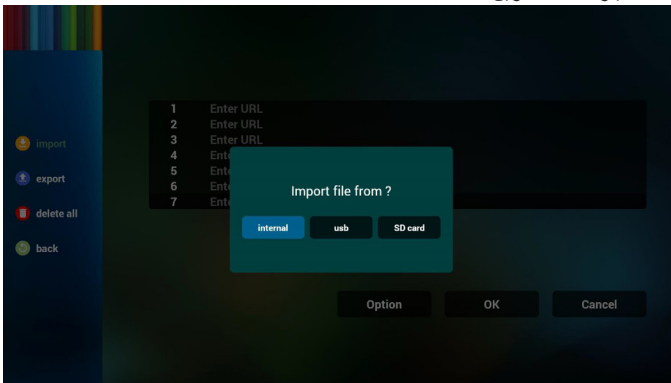 import
export
delete all
back
1 Enter URL
2 Enter URL
3 Enter URL
4
5
6
7
Import file from ?
internal usb SD card
Option OK Cancel